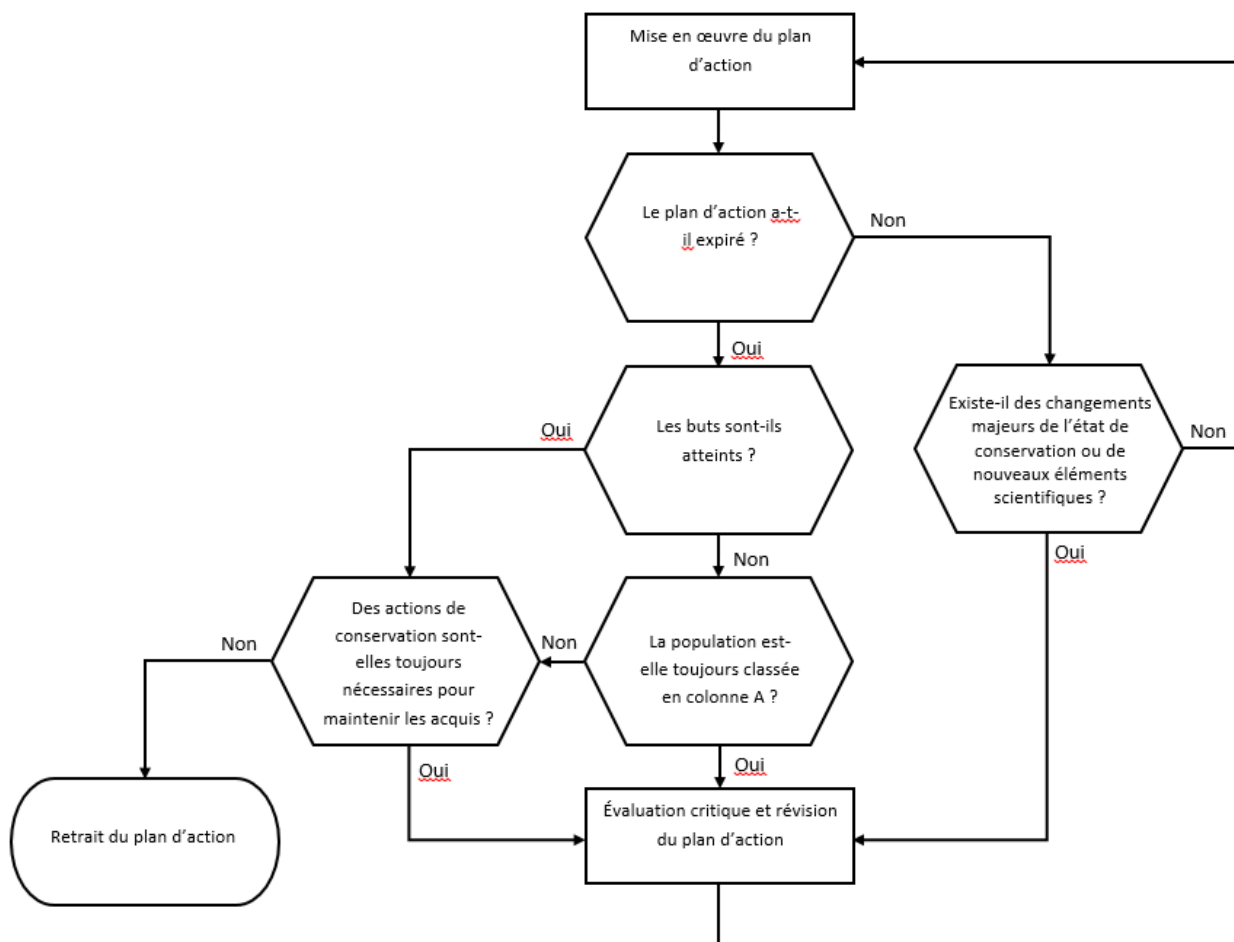 Mise en œuvre du plan
d’action
Le plan d’action a-t-
il expiré ?
Non
Oui
Existe-il des changements
majeurs de l’état de
conservation ou de
nouveaux éléments
scientifiques ?
Non
Oui
Les buts sont-ils
atteints ?
Oui
Non
Des actions de
conservation sont-
elles toujours
nécessaires pour
maintenir les acquis ?
Non
Oui
La population est-
elle toujours classée
en colonne A ?
Non
Oui
Retrait du plan d’action
Évaluation critique et révision
du plan d’action